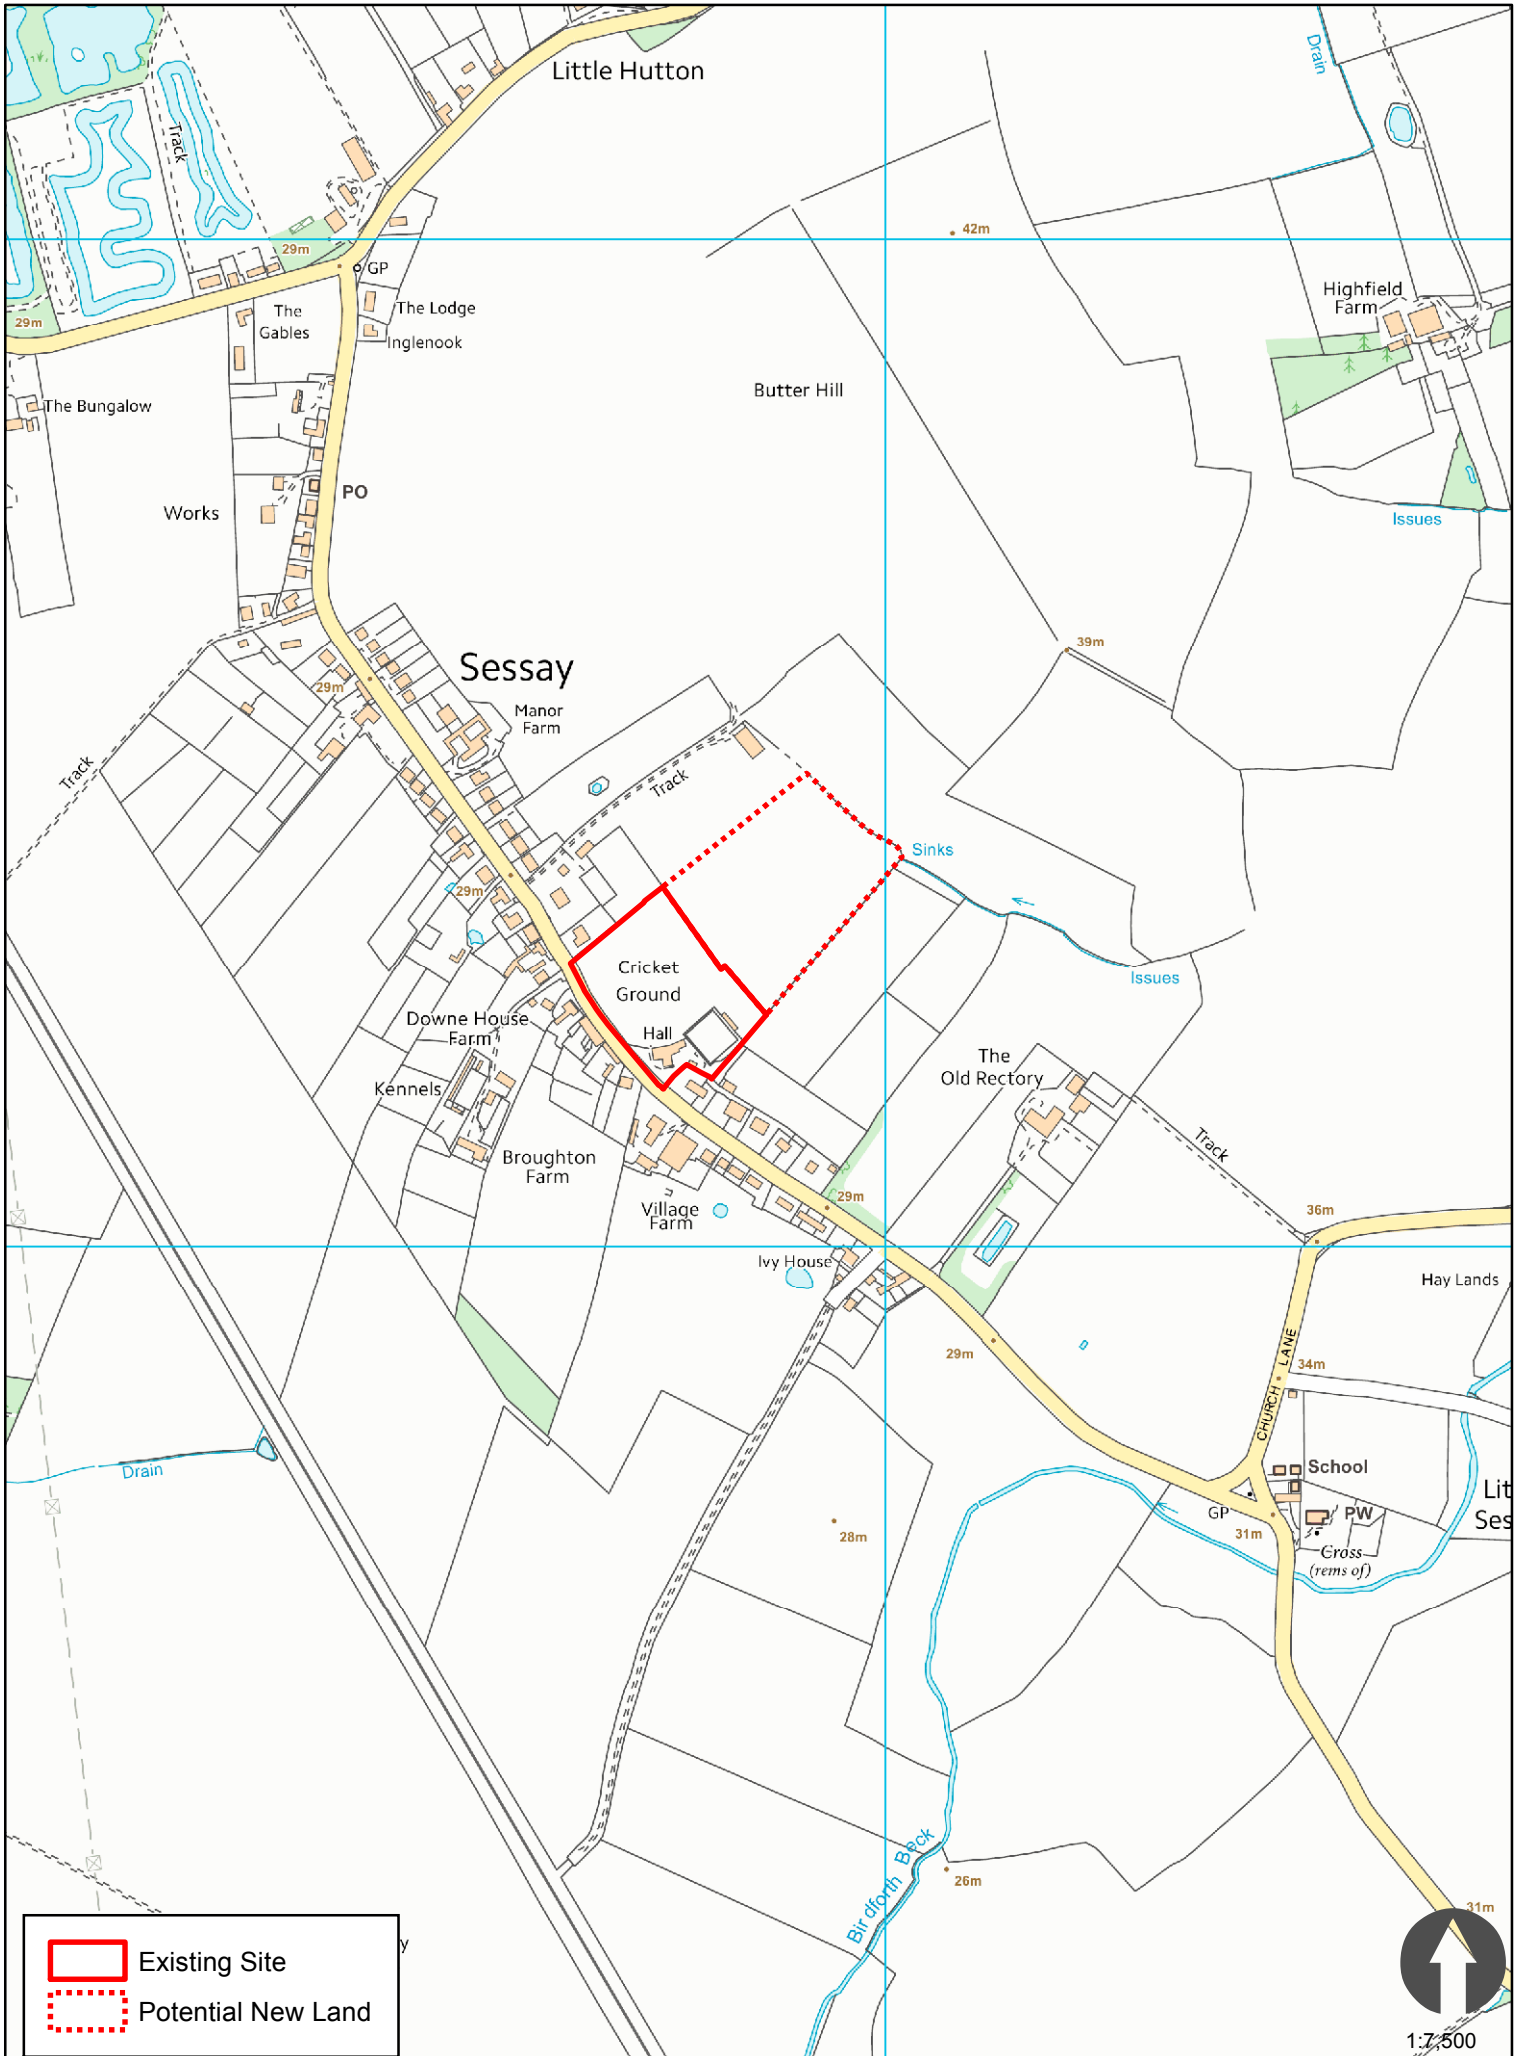 Little Hutton
Drain
Track
42m
29m
GP
Highfield
Farm
The
Gables
The Lodge
29m
Inglenook
Butter Hill
The Bungalow
PO
Works
Issues
39m
Sessay
29m
Manor
Farm
Track
Track
Sinks
29m
Cricket
Ground
Issues
Downe House
Farm
Hall
The
Old Rectory
Kennels
Track
Broughton
Farm
29m
Village
Farm
36m
Ivy House
Hay Lands
29m
34m
CHURCH LANE
School
Drain
Lit
Ses
GP
PW
31m
28m
Cross
(rems of)
Birdforth Beck
26m
31m
y
Existing Site
Potential New Land
1:7,500